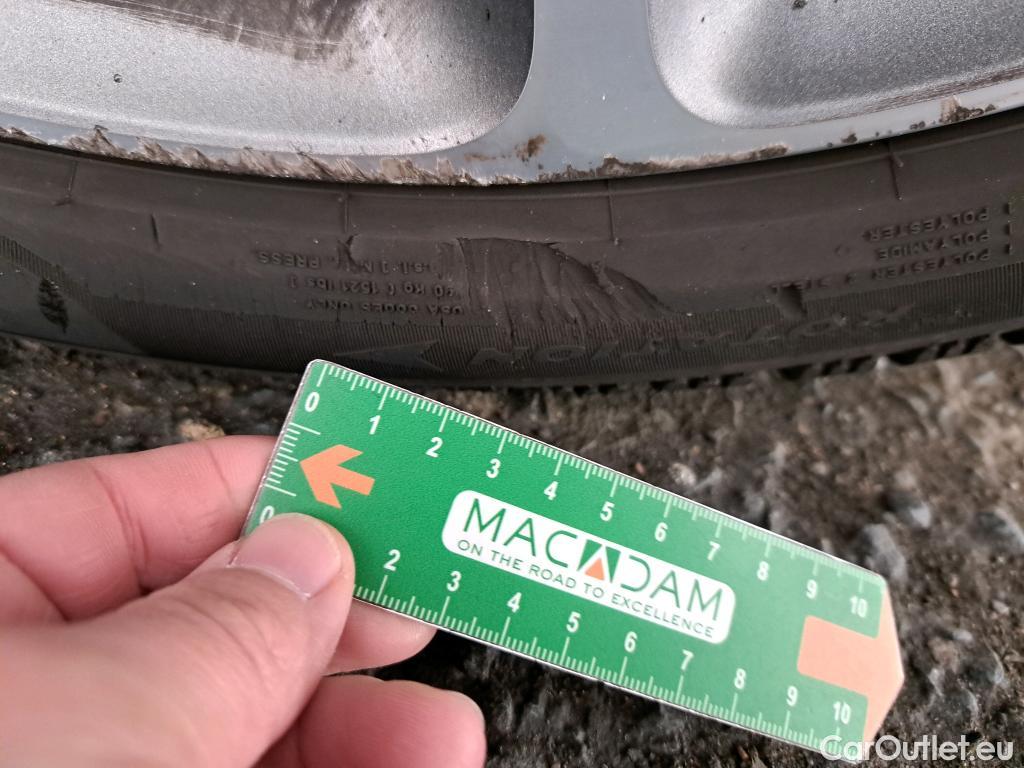 PRESS
USA CODES ONLY
POLYESTER
POLYAMIDE
POLYESTER STEEL
ROTATION
0 1 2 3 4 5 6 7 8 9 10
MACADAM
ON THE ROAD TO EXCELLENCE
0 2 3 4 5 6 7 8 9 10
CarOutlet.eu